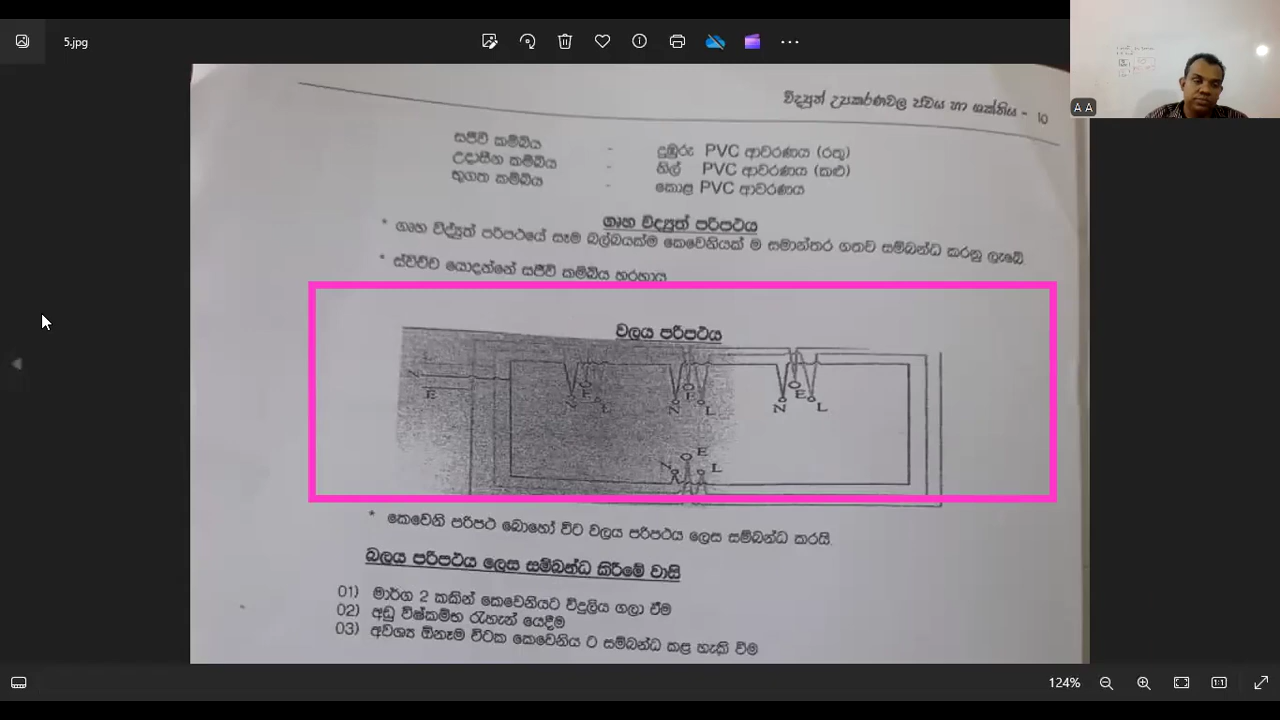 5.jpg
A A
විද්‍යුත් උපකරණවල ජවය හා ශක්තිය - 10
සජීවි කම්බිය - දුඹුරු PVC ආවරණය (රතු)
උදාසීන කම්බිය - නිල් PVC ආවරණය (කළු)
භූගත කම්බිය - කොළ PVC ආවරණය
ගෘහ විද්‍යුත් පරිපථය
* ගෘහ විද්‍යුත් පරිපථයේ සෑම බල්බයක්ම කෙවෙනියක් ම සමාන්තර ගතව සම්බන්ධ කරනු ලැබේ
* ස්විච්ච යොදන්නේ සජීවි කම්බිය හරහාය
වලය පරිපථය
L
N
E
N E L
N E L
N E L
N E L
* කෙවෙනි පරිපථ බොහෝ විට වලය පරිපථය ලෙස සම්බන්ධ කරයි.
බලය පරිපථය ලෙස සම්බන්ධ කිරීමේ වාසි
01) මාර්ග 2 කකින් කෙවෙනියට විදුලිය ගලා ඒම
02) අඩු විෂ්කම්භ රැහැන් යෙදීම
03) අවශ්‍ය ඕනෑම විටක කෙවෙනිය ට සම්බන්ධ කළ හැකි වීම
124%
1:1